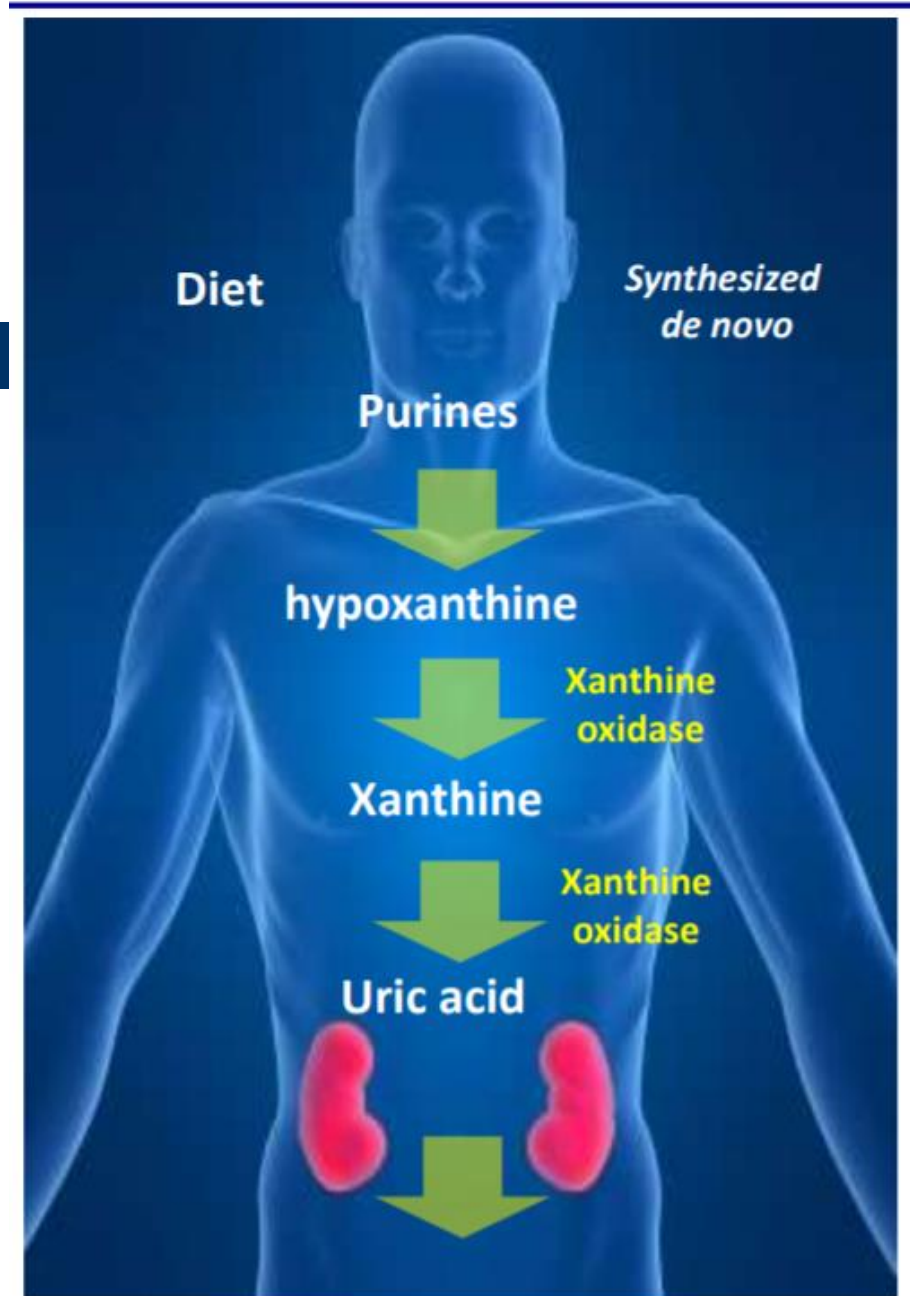 Diet
Synthesized
de novo
Purines
hypoxanthine
Xanthine
oxidase
Xanthine
Xanthine
oxidase
Uric acid